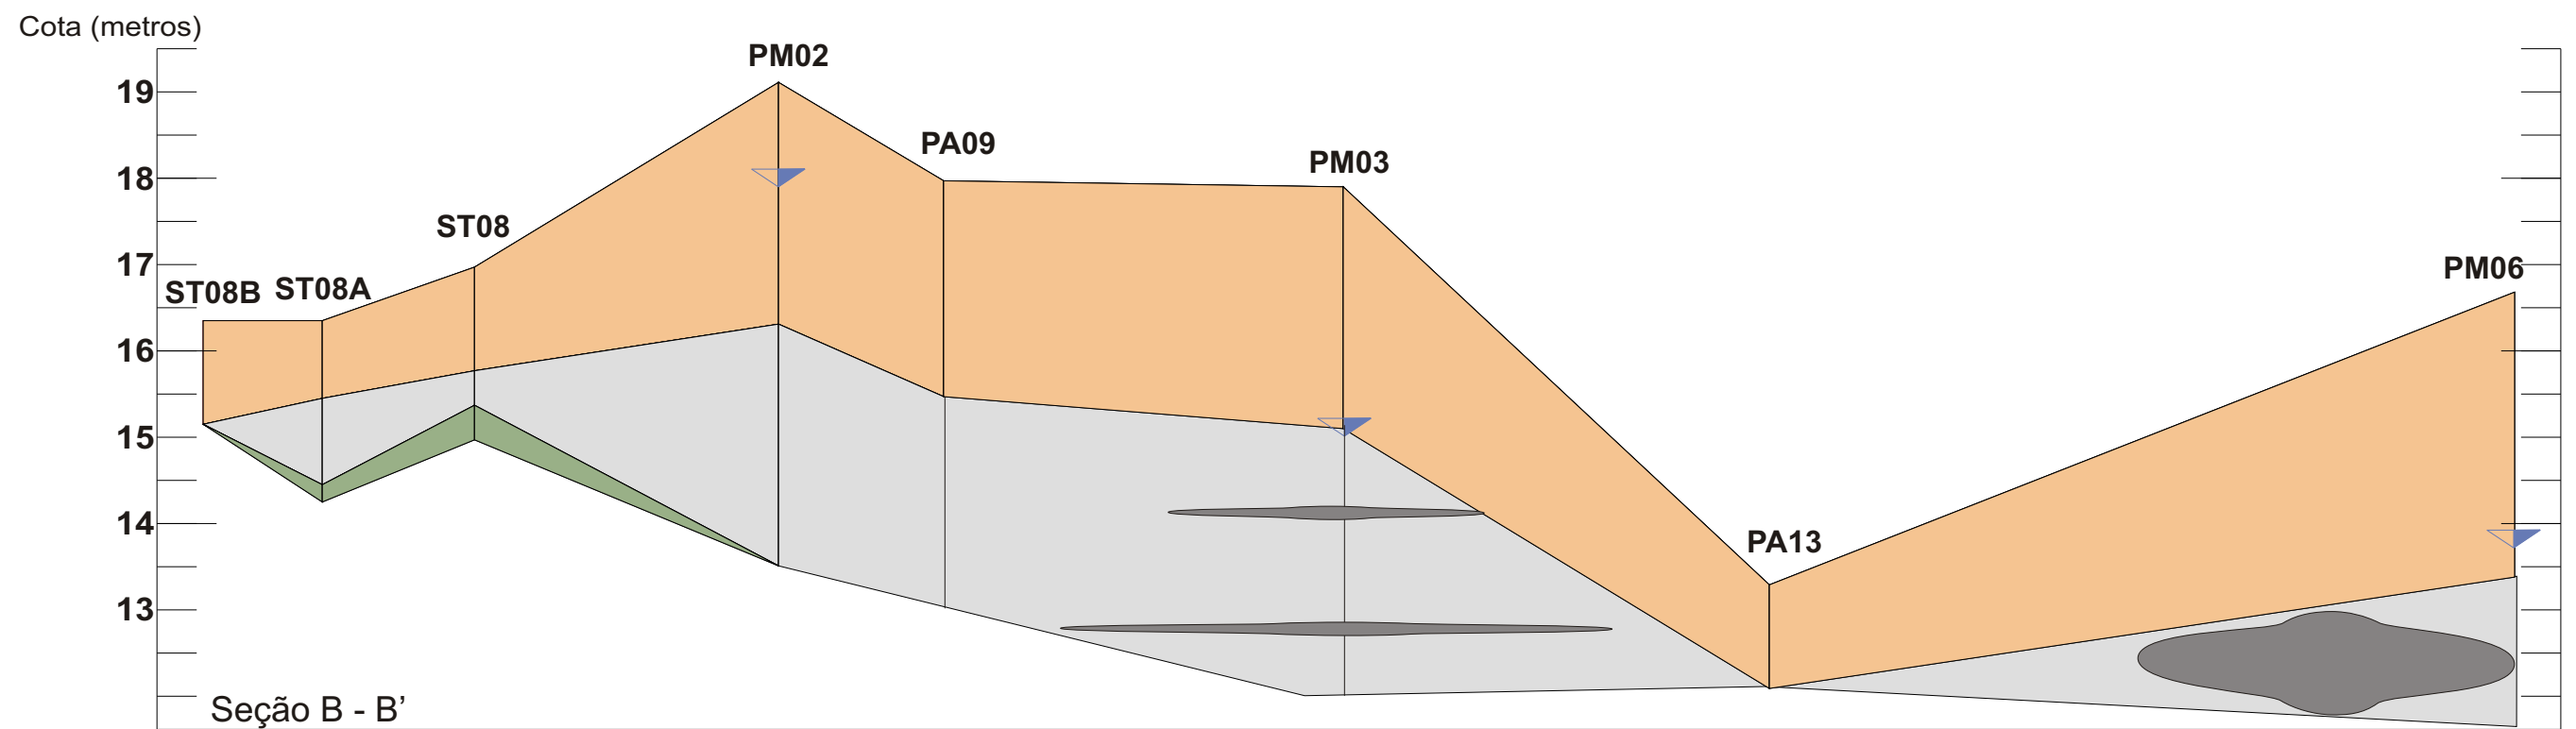 Cota (metros)
PM02
19
PA09
18
PM03
ST08
17
PM06
ST08B
ST08A
16
15
14
PA13
13
Seção B - B’